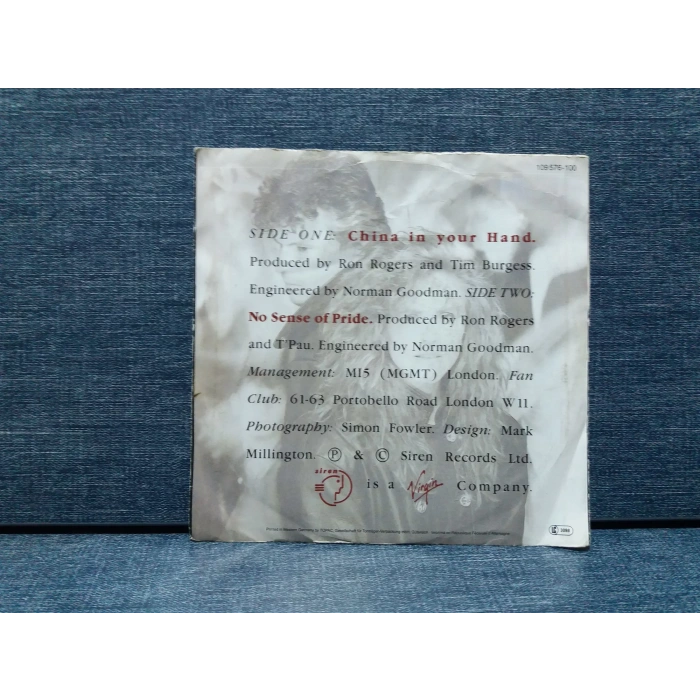 109 578-100
SIDE ONE: China in your Hand.
Produced by Ron Rogers and Tim Burgess.
Engineered by Norman Goodman. SIDE TWO:
No Sense of Pride. Produced by Ron Rogers
and T'Pau. Engineered by Norman Goodman.
Management: MI5 (MGMT) London. Fan
Club: 61-63 Portobello Road London W11.
Photography: Simon Fowler. Design: Mark
Millington. Ⓟ & © Siren Records Ltd.
siren is a Virgin Company.